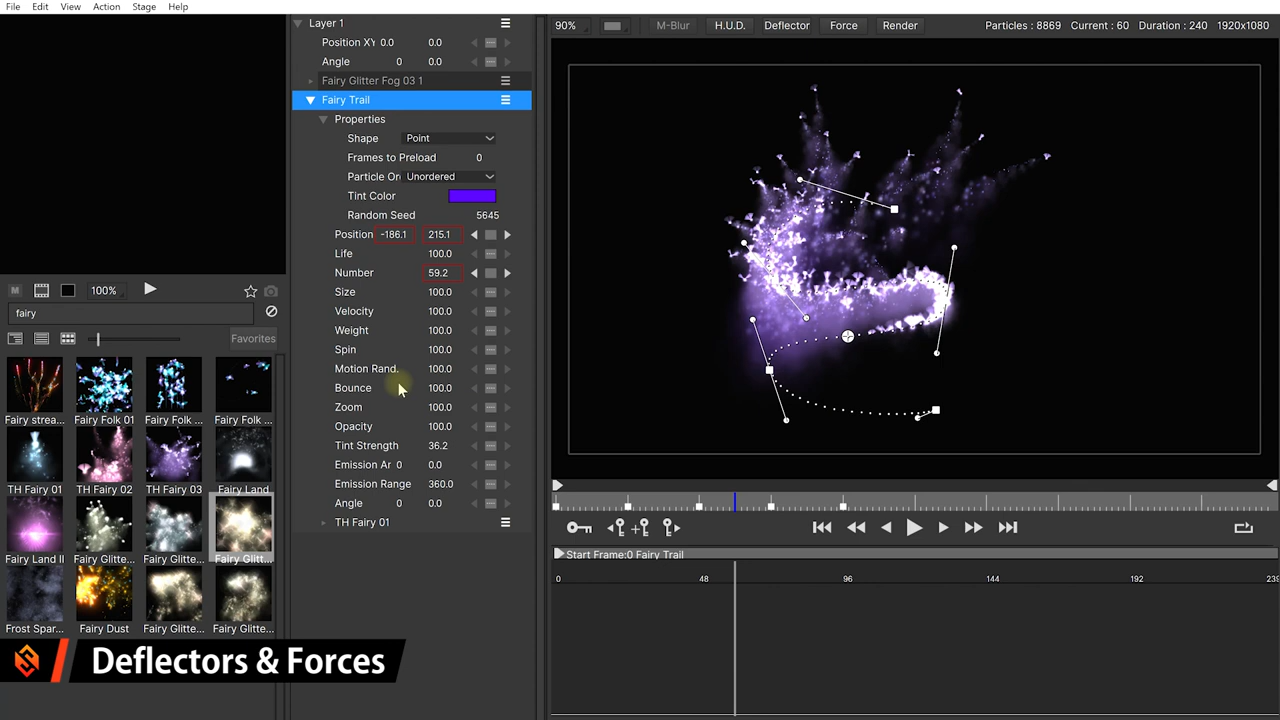 File Edit View Action Stage Help
Layer 1
Position XY 0.0 0.0
Angle 0 0.0
Fairy Glitter Fog 03 1
Fairy Trail
Properties
Shape Point
Frames to Preload 0
Particle Or Unordered
Tint Color
Random Seed 5645
Position -186.1 215.1
Life 100.0
Number 59.2
Size 100.0
Velocity 100.0
Weight 100.0
Spin 100.0
Motion Rand. 100.0
Bounce 100.0
Zoom 100.0
Opacity 100.0
Tint Strength 36.2
Emission Ar 0 0.0
Emission Range 360.0
Angle 0 0.0
TH Fairy 01
90% M-Blur H.U.D. Deflector Force Render Particles : 8869 Current : 60 Duration : 240 1920x1080
M 100%
fairy
Favorites
Fairy strea... Fairy Folk 01 Fairy Folk ... Fairy Folk ...
TH Fairy 01 TH Fairy 02 TH Fairy 03 Fairy Land
Fairy Land II Fairy Glitte... Fairy Glitte... Fairy Glitt...
Frost Spar... Fairy Dust Fairy Glitte... Fairy Glitte...
Start Frame:0 Fairy Trail
0 48 96 144 192 239
Deflectors & Forces